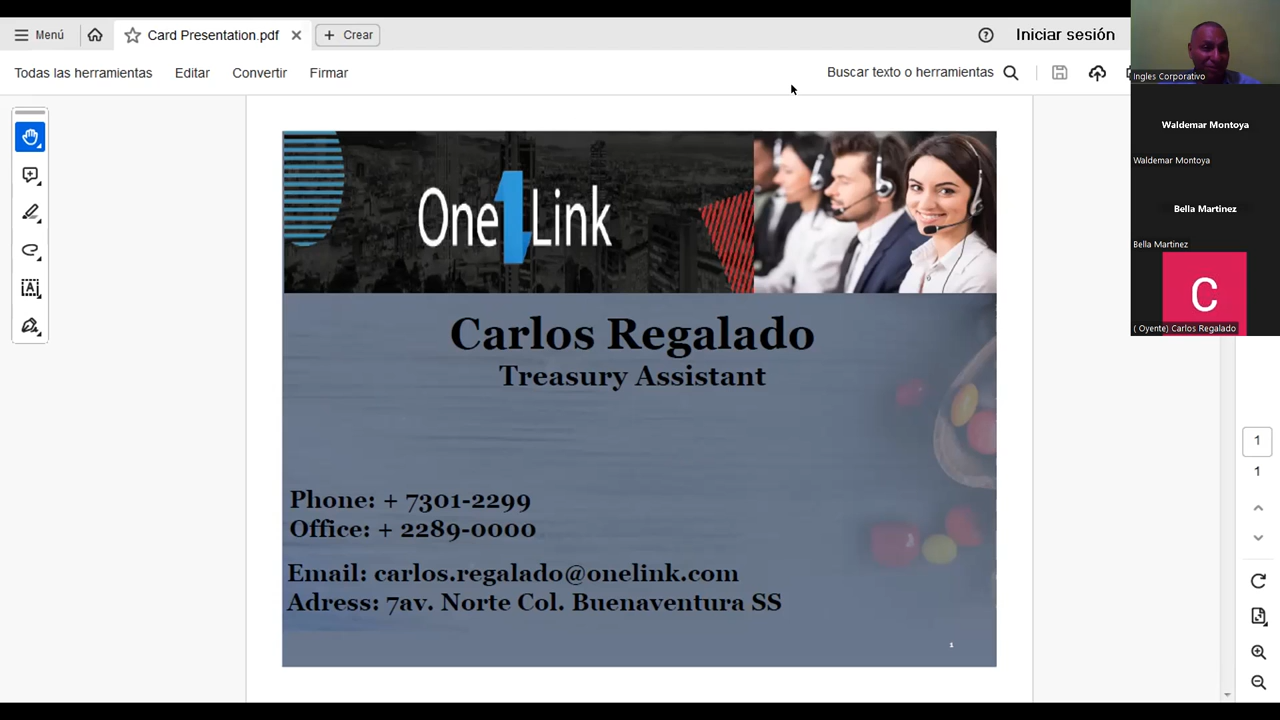 Menú
Card Presentation.pdf
Crear
Iniciar sesión
Todas las herramientas
Editar
Convertir
Firmar
Buscar texto o herramientas
Ingles Corporativo
Waldemar Montoya
Waldemar Montoya
Bella Martinez
Bella Martinez
C
( Oyente) Carlos Regalado
One1Link
Carlos Regalado
Treasury Assistant
Phone: + 7301-2299
Office: + 2289-0000
Email: carlos.regalado@onelink.com
Adress: 7av. Norte Col. Buenaventura SS
1
1
1